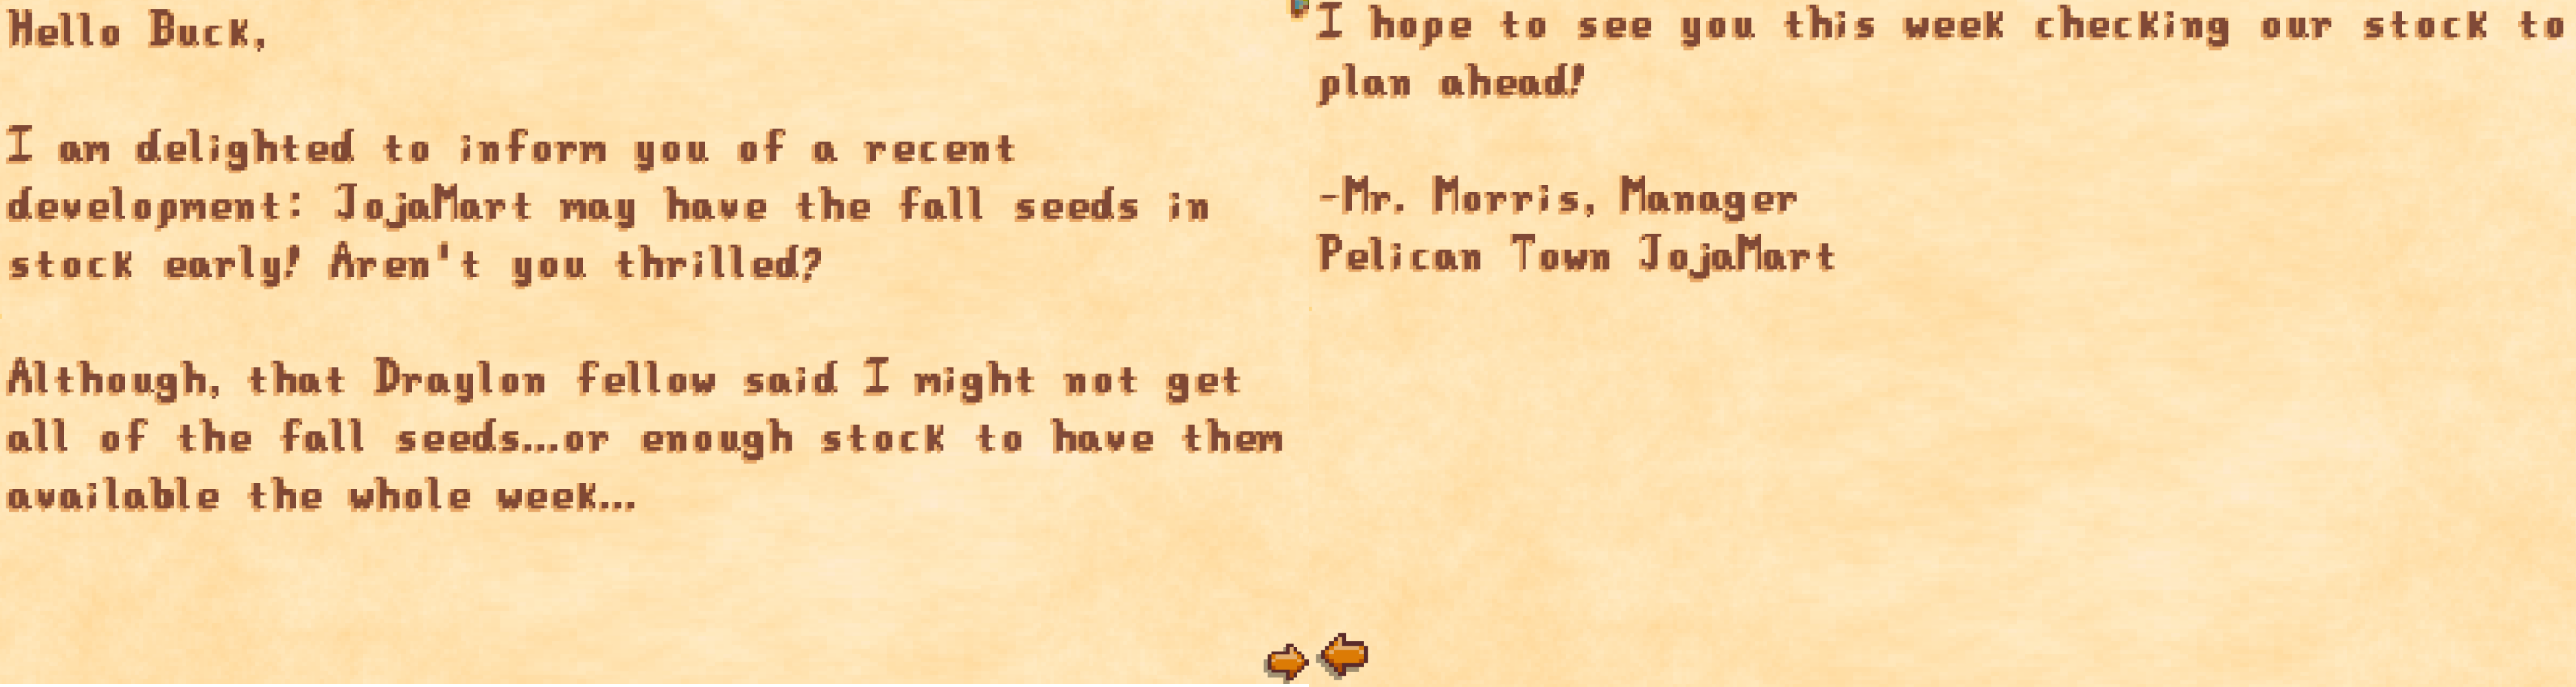 Hello Buck,
I am delighted to inform you of a recent
development: JojaMart may have the fall seeds in
stock early! Aren't you thrilled?
Although, that Draylon fellow said I might not get
all of the fall seeds...or enough stock to have them
available the whole week...
I hope to see you this week checking our stock to
plan ahead!
-Mr. Morris, Manager
Pelican Town JojaMart